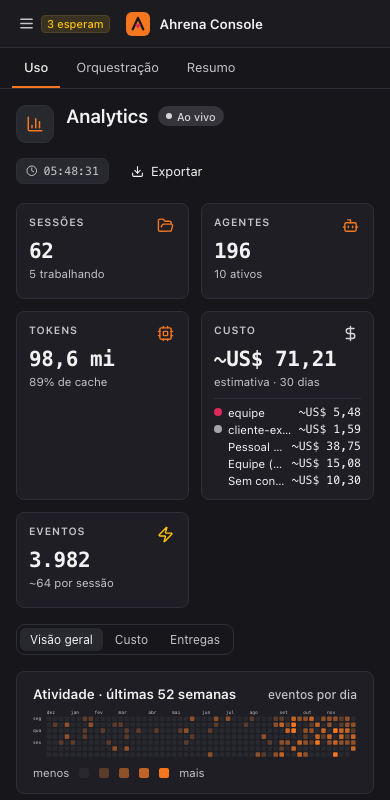 3 esperam
Ahrena Console
Uso
Orquestração
Resumo
Analytics
Ao vivo
05:48:31
Exportar
SESSÕES
62
5 trabalhando
AGENTES
196
10 ativos
TOKENS
98,6 mi
89% de cache
CUSTO
~US$ 71,21
estimativa · 30 dias
equipe ~US$ 5,48
cliente-ex... ~US$ 1,59
Pessoal ... ~US$ 38,75
Equipe (... ~US$ 15,08
Sem con... ~US$ 10,30
EVENTOS
3.982
~64 por sessão
Visão geral
Custo
Entregas
Atividade · últimas 52 semanas
eventos por dia
dez jan fev mar abr mai jun jul ago set out nov
seg
qua
sex
menos
mais